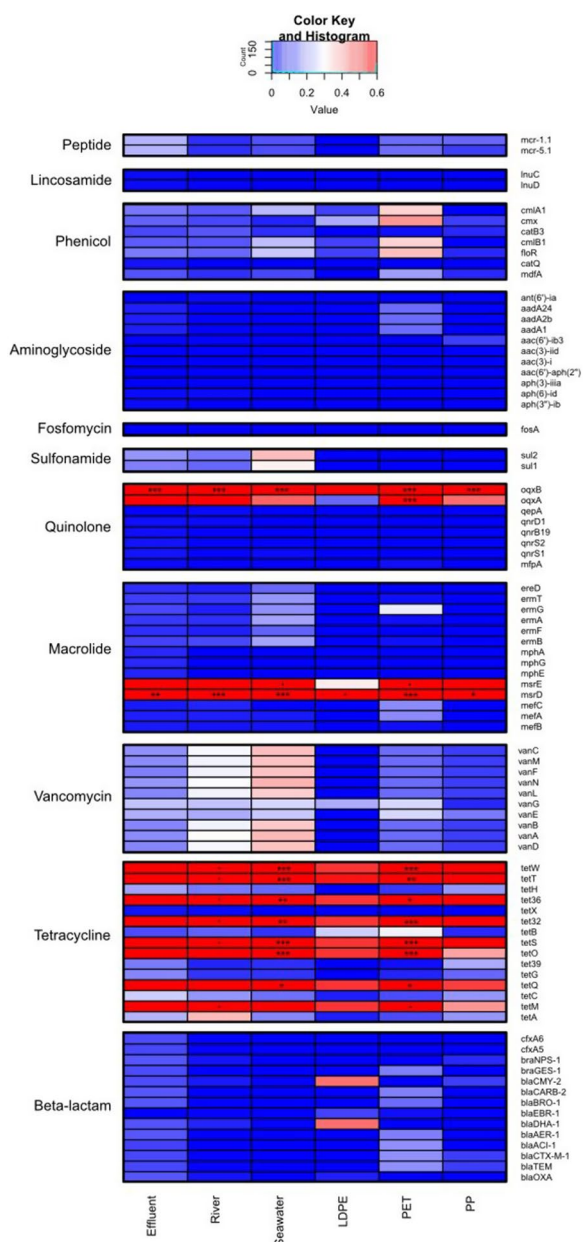 Color Key
and Histogram
Count
0 150
0 0.2 0.4 0.6
Value
Peptide
mcr-1.1
mcr-5.1
Lincosamide
lnuC
lnuD
Phenicol
cmlA1
cmx
catB3
cmlB1
floR
catQ
mdfA
Aminoglycoside
ant(6')-ia
aadA24
aadA2b
aadA1
aac(6')-ib3
aac(3)-iid
aac(3)-i
aac(6')-aph(2")
aph(3)-iiia
aph(6)-id
aph(3")-ib
Fosfomycin
fosA
Sulfonamide
sul2
sul1
Quinolone
oqxB
*** *** *** *** ***
oqxA
***
qepA
qnrD1
qnrB19
qnrS2
qnrS1
mfpA
Macrolide
ereD
ermT
ermG
ermA
ermF
ermB
mphA
mphG
mphE
msrE
msrD
** *** *** * *** *
mefC
mefA
mefB
Vancomycin
vanC
vanM
vanF
vanN
vanL
vanG
vanE
vanB
vanA
vanD
Tetracycline
tetW
tetT
tetH
tet36
tetX
tet32
tetB
tetS
tetO
tet39
tetG
tetQ
tetC
tetM
tetA
Beta-lactam
cfxA6
cfxA5
braNPS-1
braGES-1
blaCMY-2
blaCARB-2
blaBRO-1
blaEBR-1
blaDHA-1
blaAER-1
blaACI-1
blaCTX-M-1
blaTEM
blaOXA
Effluent
River
Seawater
LDPE
PET
PP